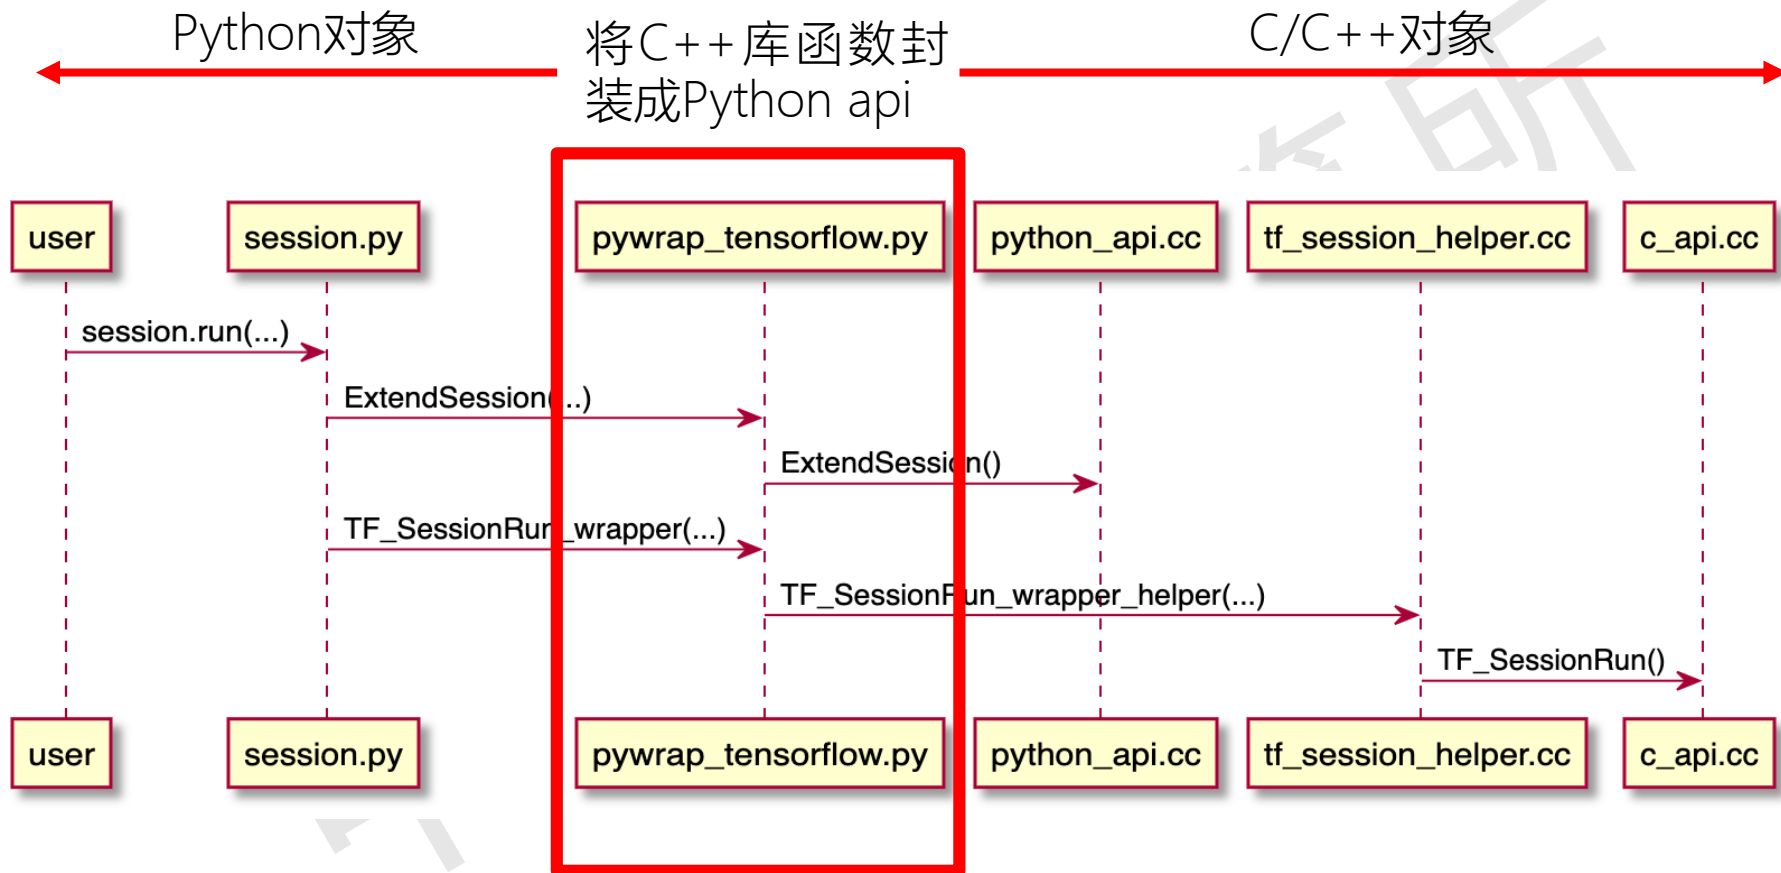 Python对象
将C++库函数封
装成Python api
C/C++对象
user
session.py
pywrap_tensorflow.py
python_api.cc
tf_session_helper.cc
c_api.cc
session.run(...)
ExtendSession(...)
ExtendSession()
TF_SessionRun_wrapper(...)
TF_SessionRun_wrapper_helper(...)
TF_SessionRun()
user
session.py
pywrap_tensorflow.py
python_api.cc
tf_session_helper.cc
c_api.cc